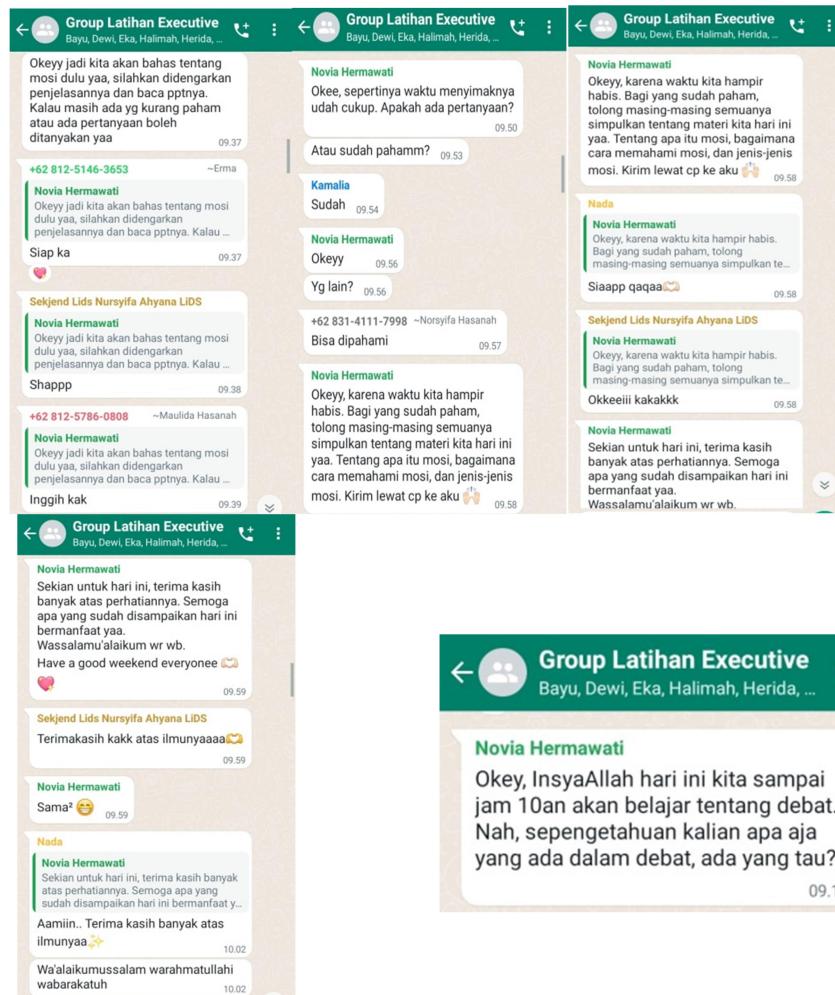 Group Latihan Executive
Bayu, Dewi, Eka, Halimah, Herida, ...
Okeyy jadi kita akan bahas tentang
mosi dulu yaa, silahkan didengarkan
penjelasannya dan baca pptnya.
Kalau masih ada yg kurang paham
atau ada pertanyaan boleh
ditanyakan yaa
09.37
+62 812-5146-3653 ~Erma
Novia Hermawati
Okeyy jadi kita akan bahas tentang mosi
dulu yaa, silahkan didengarkan
penjelasannya dan baca pptnya. Kalau ...
Siap ka
09.37
Sekjend Lids Nursyifa Ahyana LiDS
Novia Hermawati
Okeyy jadi kita akan bahas tentang mosi
dulu yaa, silahkan didengarkan
penjelasannya dan baca pptnya. Kalau ...
Shappp
09.38
+62 812-5786-0808 ~Maulida Hasanah
Novia Hermawati
Okeyy jadi kita akan bahas tentang mosi
dulu yaa, silahkan didengarkan
penjelasannya dan baca pptnya. Kalau ...
Inggih kak
09.39
Group Latihan Executive
Bayu, Dewi, Eka, Halimah, Herida, ...
Novia Hermawati
Okee, sepertinya waktu menyimaknya
udah cukup. Apakah ada pertanyaan?
09.50
Atau sudah pahamm? 09.53
Kamalia
Sudah 09.54
Novia Hermawati
Okeyy 09.56
Yg lain? 09.56
+62 831-4111-7998 ~Norsyifa Hasanah
Bisa dipahami 09.57
Novia Hermawati
Okeyy, karena waktu kita hampir
habis. Bagi yang sudah paham,
tolong masing-masing semuanya
simpulkan tentang materi kita hari ini
yaa. Tentang apa itu mosi, bagaimana
cara memahami mosi, dan jenis-jenis
mosi. Kirim lewat cp ke aku 🙌🏻
09.58
Group Latihan Executive
Bayu, Dewi, Eka, Halimah, Herida, ...
Novia Hermawati
Okeyy, karena waktu kita hampir
habis. Bagi yang sudah paham,
tolong masing-masing semuanya
simpulkan tentang materi kita hari ini
yaa. Tentang apa itu mosi, bagaimana
cara memahami mosi, dan jenis-jenis
mosi. Kirim lewat cp ke aku 🙌🏻
09.58
Nada
Novia Hermawati
Okeyy, karena waktu kita hampir habis.
Bagi yang sudah paham, tolong
masing-masing semuanya simpulkan te...
Siaapp qaqaa🫶🏻
09.58
Sekjend Lids Nursyifa Ahyana LiDS
Novia Hermawati
Okeyy, karena waktu kita hampir habis.
Bagi yang sudah paham, tolong
masing-masing semuanya simpulkan te...
Okkeeiii kakakkk
09.58
Novia Hermawati
Sekian untuk hari ini, terima kasih
banyak atas perhatiannya. Semoga
apa yang sudah disampaikan hari ini
bermanfaat yaa.
Wassalamu'alaikum wr wb.
Group Latihan Executive
Bayu, Dewi, Eka, Halimah, Herida, ...
Novia Hermawati
Sekian untuk hari ini, terima kasih
banyak atas perhatiannya. Semoga
apa yang sudah disampaikan hari ini
bermanfaat yaa.
Wassalamu'alaikum wr wb.
Have a good weekend everyone 🫶🏻
💖
09.59
Sekjend Lids Nursyifa Ahyana LiDS
Terimakasih kakk atas ilmunyaaaa🫶
09.59
Novia Hermawati
Sama² 😁 09.59
Nada
Novia Hermawati
Sekian untuk hari ini, terima kasih banyak
atas perhatiannya. Semoga apa yang
sudah disampaikan hari ini bermanfaat y...
Aamiin.. Terima kasih banyak atas
ilmunyaa✨
10.02
Wa'alaikumussalam warahmatullahi
wabarakatuh
10.02
Group Latihan Executive
Bayu, Dewi, Eka, Halimah, Herida, ...
Novia Hermawati
Okey, InsyaAllah hari ini kita sampai
jam 10an akan belajar tentang debat.
Nah, sepengetahuan kalian apa aja
yang ada dalam debat, ada yang tau?